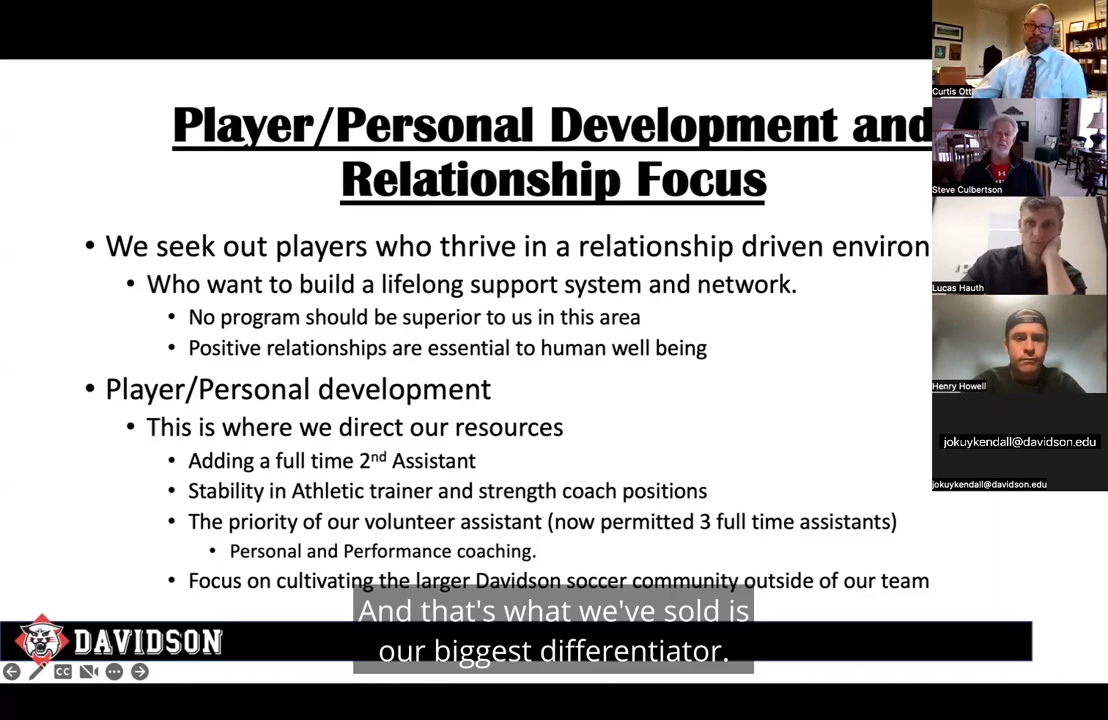 Player/Personal Development and
Relationship Focus
• We seek out players who thrive in a relationship driven environ
• Who want to build a lifelong support system and network.
• No program should be superior to us in this area
• Positive relationships are essential to human well being
• Player/Personal development
• This is where we direct our resources
• Adding a full time 2nd Assistant
• Stability in Athletic trainer and strength coach positions
• The priority of our volunteer assistant (now permitted 3 full time assistants)
• Personal and Performance coaching.
• Focus on cultivating the larger Davidson soccer community outside of our team
And that's what we've sold is
our biggest differentiator.
DAVIDSON
CC
Curtis Ott
Steve Culbertson
Lucas Hauth
Henry Howell
jokuykendall@davidson.edu
jokuykendall@davidson.edu